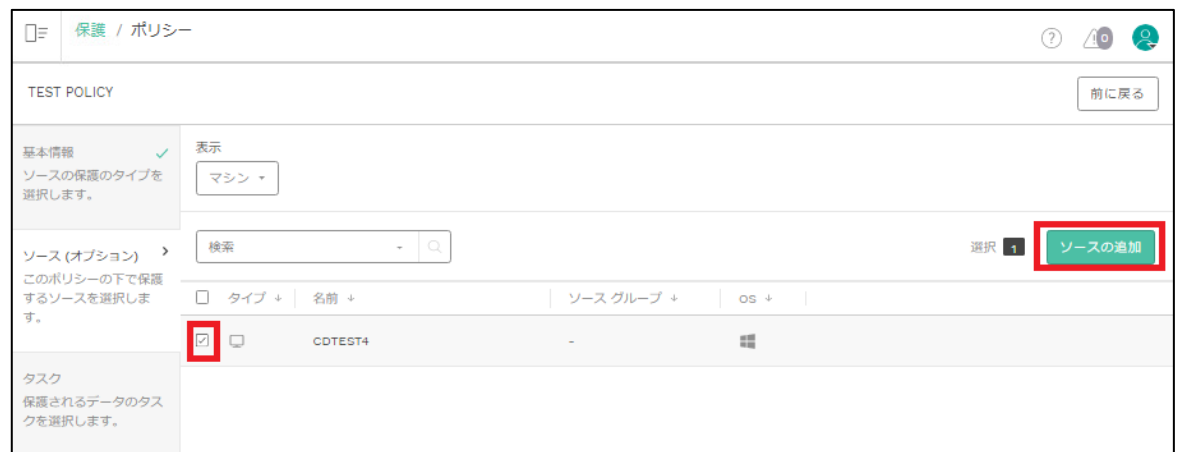 保護 / ポリシー
? 0
TEST POLICY
前に戻る
基本情報
ソースの保護のタイプを
選択します。
表示
マシン
ソース (オプション)
このポリシーの下で保護
するソースを選択しま
す。
検索
選択 1 ソースの追加
タイプ 名前 ソース グループ OS
CDTEST4 -
タスク
保護されるデータのタス
クを選択します。